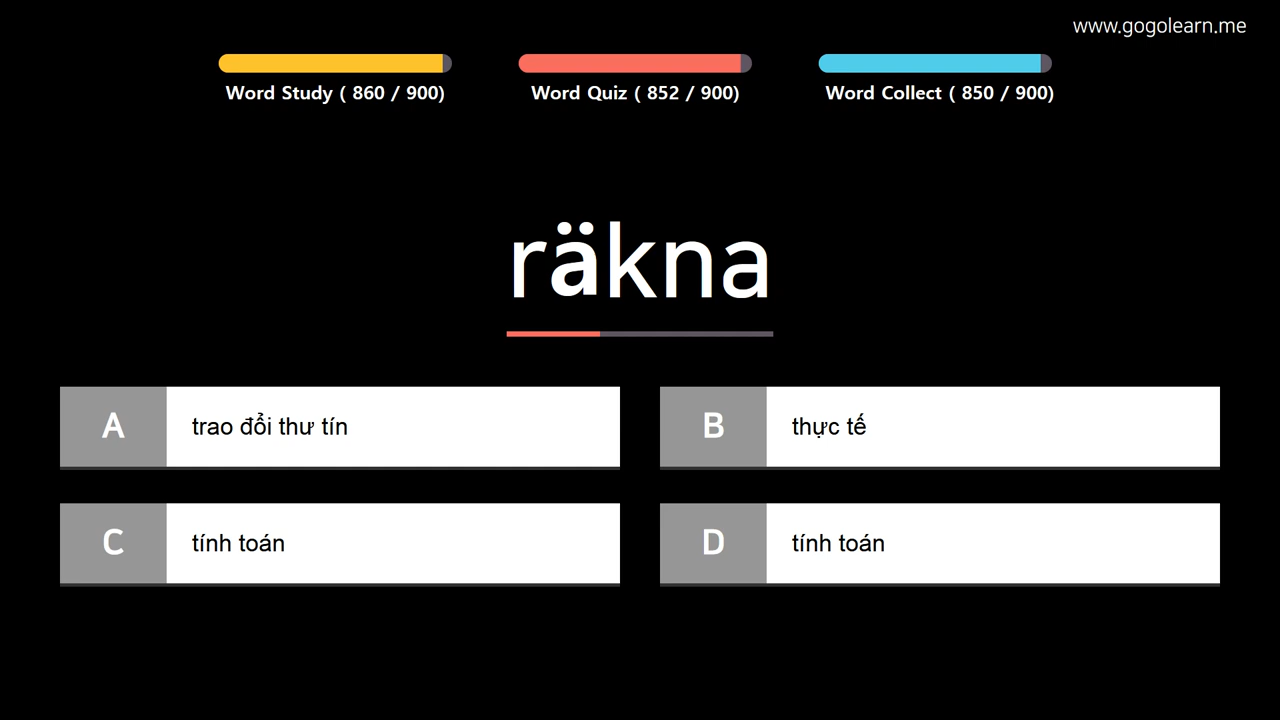 www.gogolearn.me
Word Study ( 860 / 900)
Word Quiz ( 852 / 900)
Word Collect ( 850 / 900)
räkna
A trao đổi thư tín
B thực tế
C tính toán
D tính toán